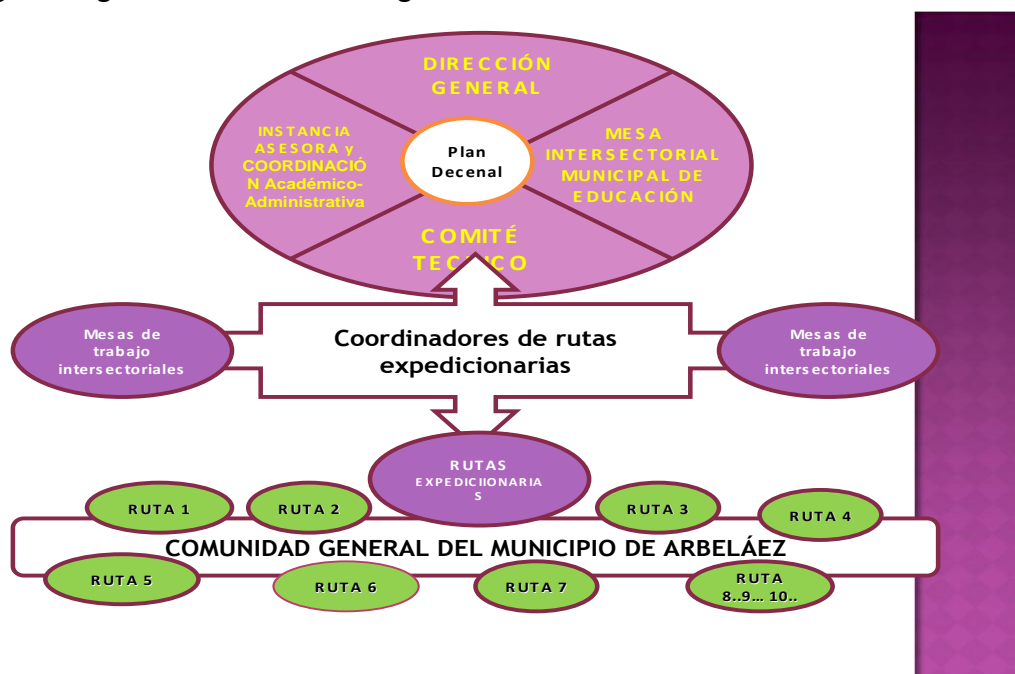 DIRECCIÓN
GENERAL
INSTANCIA
ASESORA y
COORDINACIÓ
N Académico-
Administrativa
Plan
Decenal
MESA
INTERSECTORIAL
MUNICIPAL DE
EDUCACIÓN
COMITÉ
Mesas de
trabajo
intersectoriales
Coordinadores de rutas
expedicionarias
Mesas de
trabajo
intersectoriales
RUTAS
EXPEDICIIONARIA
S
RUTA 1
RUTA 2
RUTA 3
RUTA 4
COMUNIDAD GENERAL DEL MUNICIPIO DE ARBELÁEZ
RUTA 5
RUTA 6
RUTA 7
RUTA
8..9... 10..